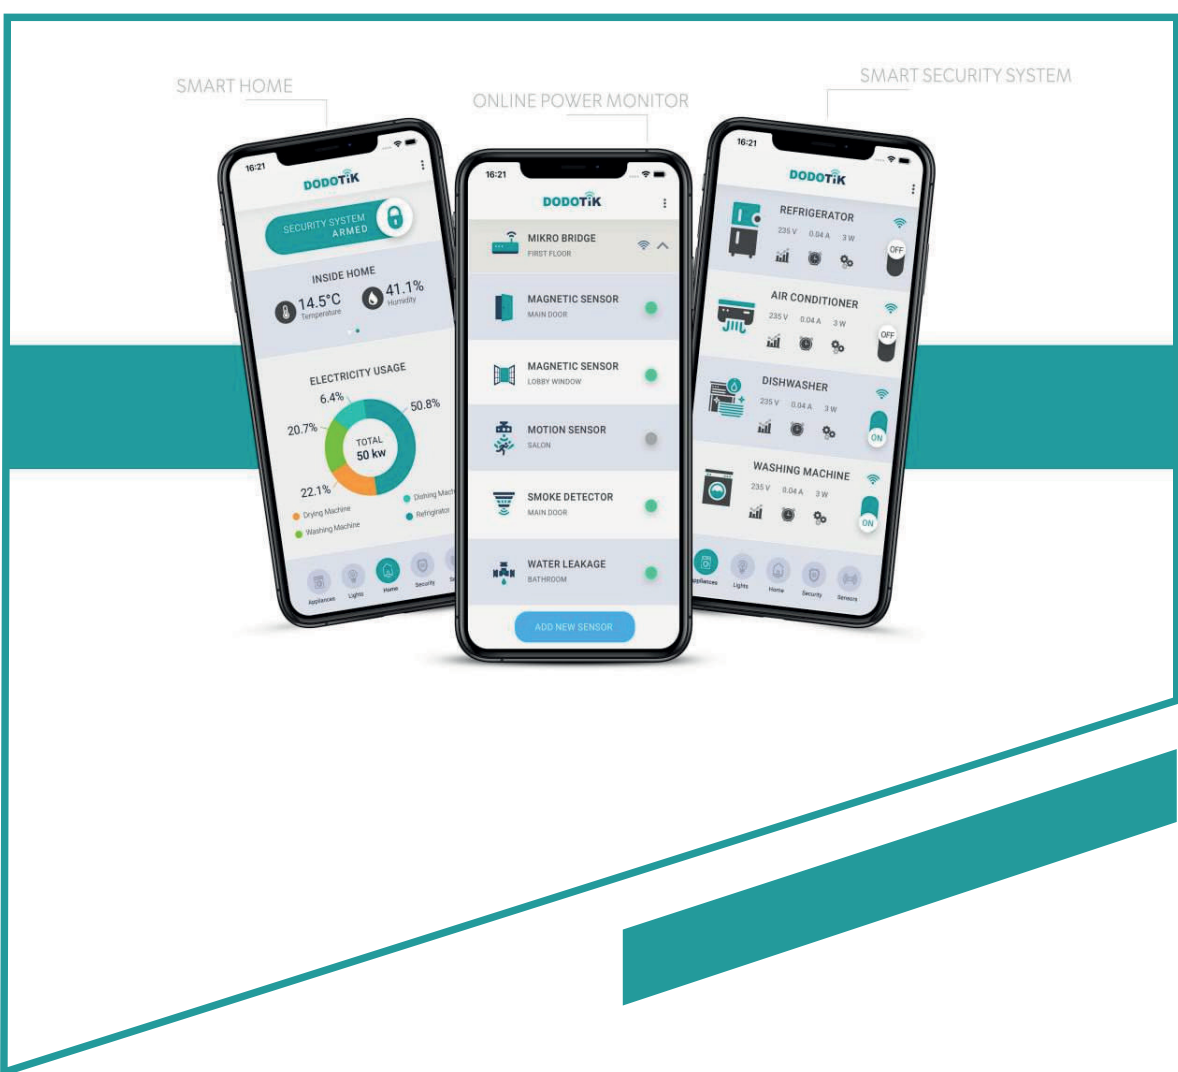 SMART HOME
ONLINE POWER MONITOR
SMART SECURITY SYSTEM
16:21
DODOTiK
SECURITY SYSTEM
ARMED
INSIDE HOME
14.5°C
Temperature
41.1%
Humidity
ELECTRICITY USAGE
6.4%
50.8%
20.7%
TOTAL
50 kw
22.1%
Drying Machine
Dishing Mach
Washing Machine
Refrigirator
Appliances
Lights
Home
Security
Se
16:21
DODOTiK
MIKRO BRIDGE
FIRST FLOOR
MAGNETIC SENSOR
MAIN DOOR
MAGNETIC SENSOR
LOBBY WINDOW
MOTION SENSOR
SALON
SMOKE DETECTOR
MAIN DOOR
WATER LEAKAGE
BATHROOM
ADD NEW SENSOR
16:21
DODOTiK
REFRIGERATOR
235 V 0.04 A 3 W
OFF
AIR CONDITIONER
235 V 0.04 A 3 W
OFF
DISHWASHER
235 V 0.04 A 3 W
ON
WASHING MACHINE
235 V 0.04 A 3 W
ON
Appliances
Lights
Home
Security
Sensors